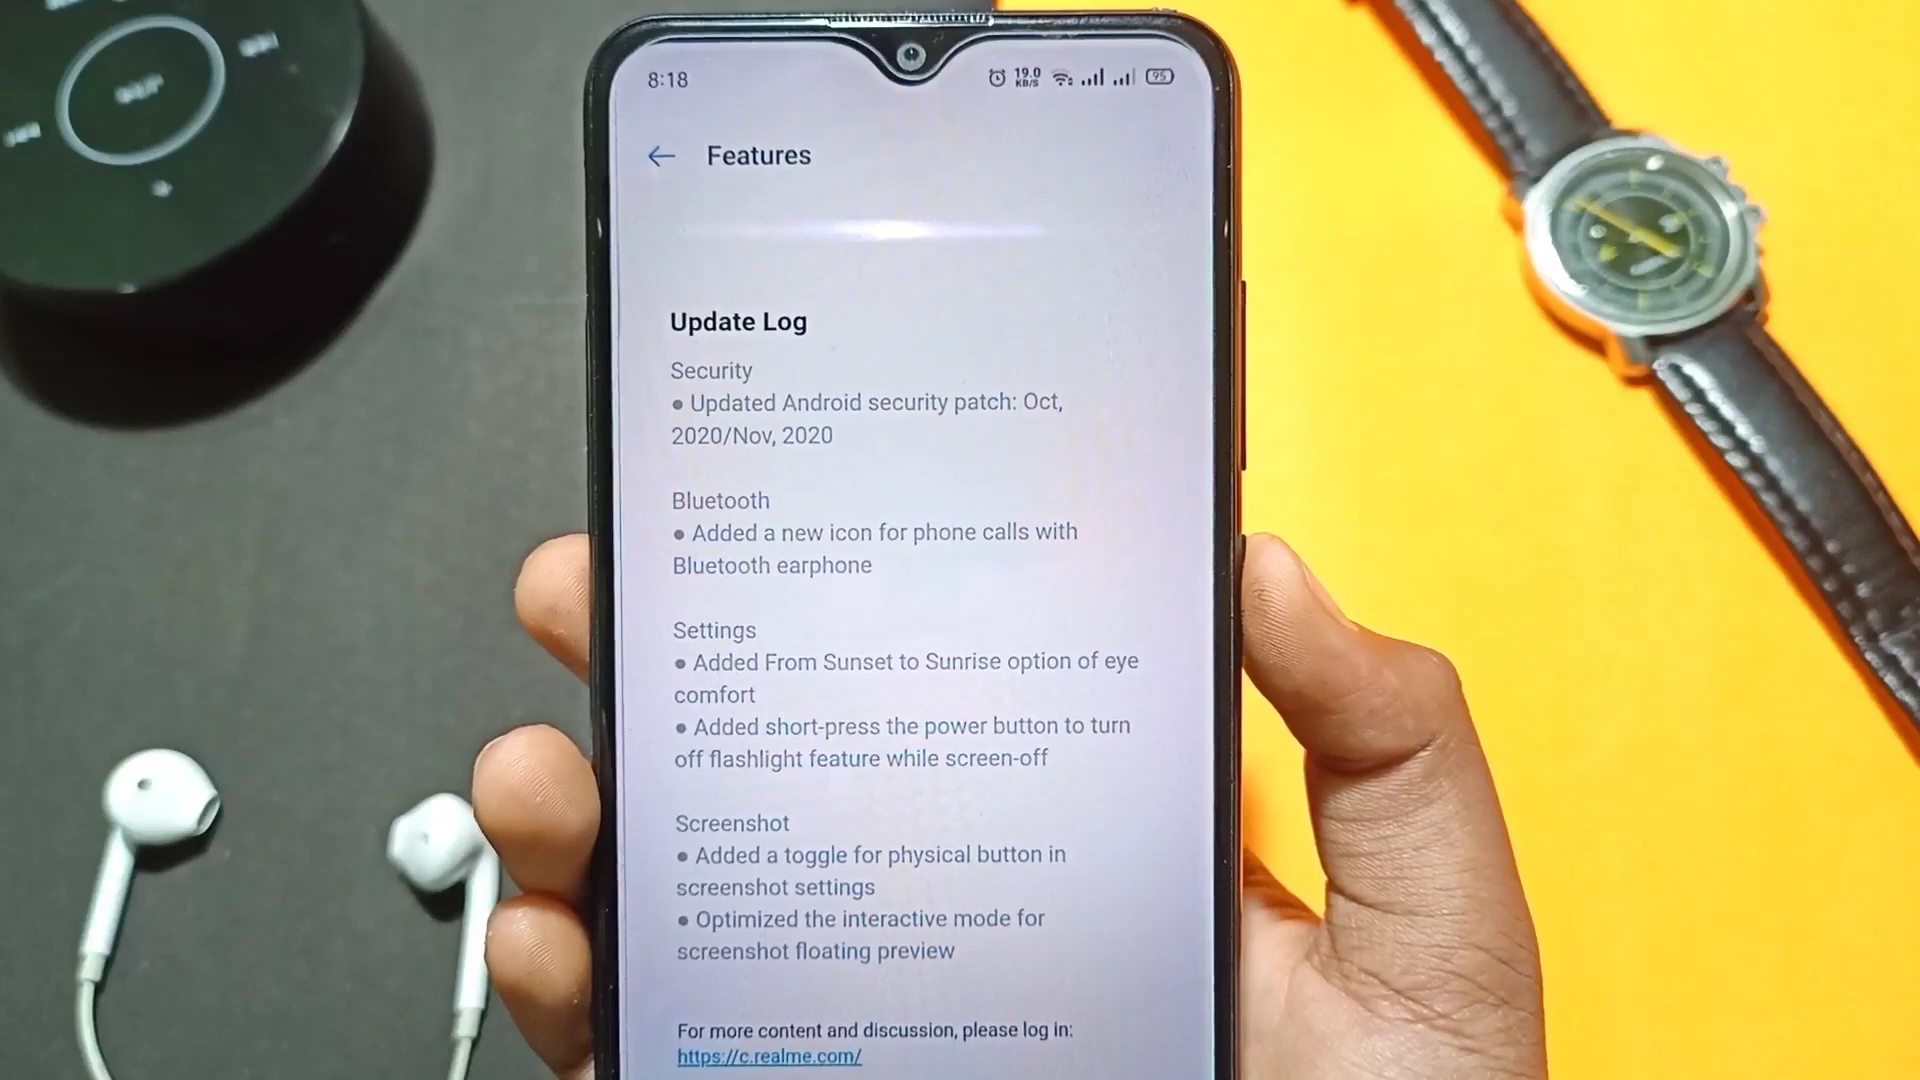 8:18
19.0
KB/S
95
Features
Update Log
Security
● Updated Android security patch: Oct,
2020/Nov, 2020
Bluetooth
● Added a new icon for phone calls with
Bluetooth earphone
Settings
● Added From Sunset to Sunrise option of eye
comfort
● Added short-press the power button to turn
off flashlight feature while screen-off
Screenshot
● Added a toggle for physical button in
screenshot settings
● Optimized the interactive mode for
screenshot floating preview
For more content and discussion, please log in:
https://c.realme.com/